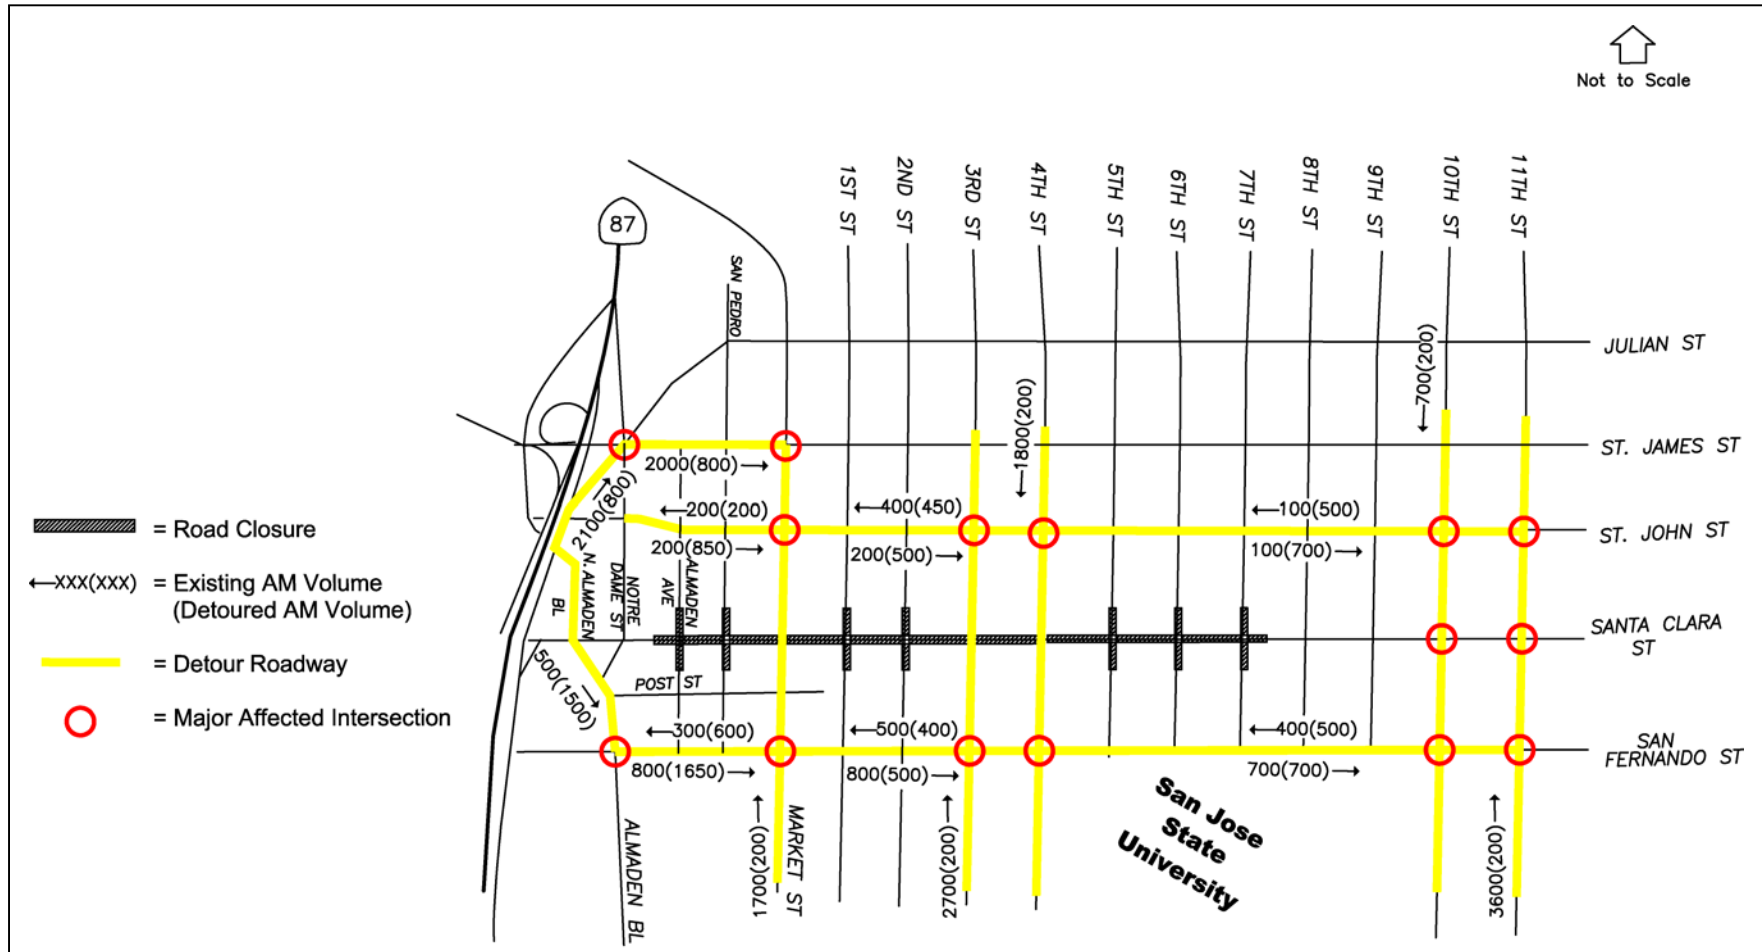 Not to Scale
87
SAN PEDRO
1ST ST
2ND ST
3RD ST
4TH ST
5TH ST
6TH ST
7TH ST
8TH ST
9TH ST
10TH ST
11TH ST
JULIAN ST
700(200)
1800(200)
ST. JAMES ST
2000(800)
2100(800)
200(200)
400(450)
100(500)
ST. JOHN ST
200(850)
200(500)
100(700)
= Road Closure
XXX(XXX) = Existing AM Volume
(Detoured AM Volume)
= Detour Roadway
= Major Affected Intersection
N. ALMADEN
BL
NOTRE
DAME ST
ALMADEN
AVE
SANTA CLARA
ST
500(1500)
POST ST
300(600)
500(400)
400(500)
SAN
FERNANDO ST
800(1650)
800(500)
700(700)
ALMADEN BL
1700(200)
MARKET ST
2700(200)
San Jose
State
University
3600(200)